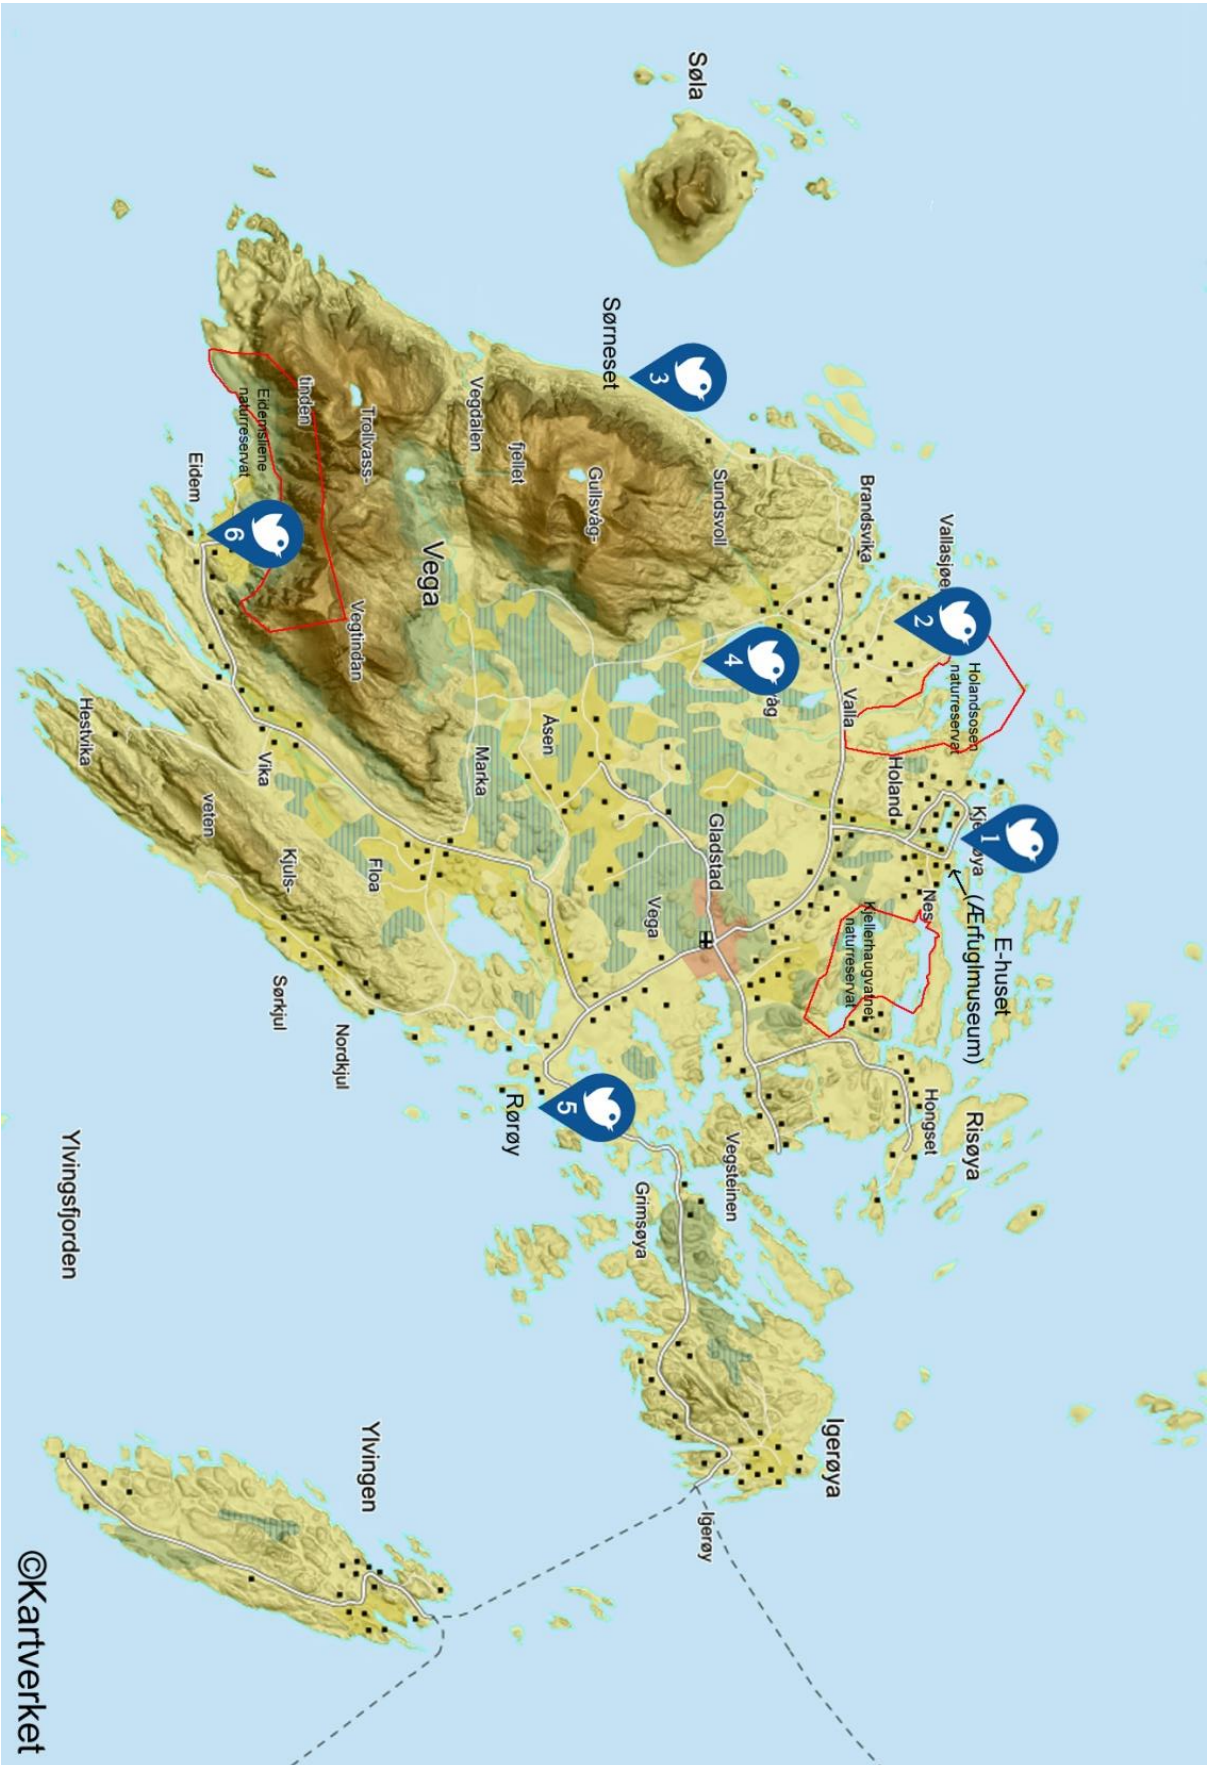 E-huset
(Ærfuglmuseum)
1
Risøya
Holandsosen
naturreservat
2
Nes
Hongset
Holand
Brandsvika
Kjellerhaugvatnet
naturreservat
Valla
Igerøya
4
Sundsvoll
Gladstad
Vegsteinen
Igerøy
Søla
3
Sørneset
Vega
Grimsøya
Gullsvåg-
fjellet
Åsen
5
Rørøy
Vegdalen
Marka
Vega
Trollvass-
tinden
Floa
Ylvingen
Vegtindan
Nordkjul
Kjuls-
veten
Eidemsliene
naturreservat
6
Vika
Sørkjul
Eidem
Hestvika
Ylvingsfjorden
©Kartverket